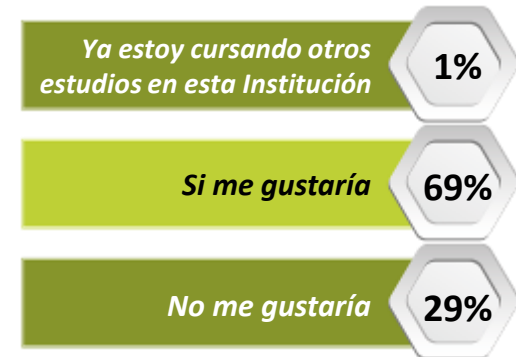 Ya estoy cursando otros
estudios en esta Institución
1%
Si me gustaría
69%
No me gustaría
29%